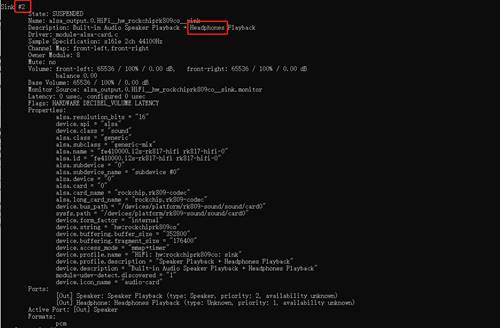 Sink #2
State: SUSPENDED
Name: alsa_output.0.HiFi__hw_rockchiprk809co__sink
Description: Built-in Audio Speaker Playback + Headphones Playback
Driver: module-alsa-card.c
Sample Specification: s16le 2ch 44100Hz
Channel Map: front-left,front-right
Owner Module: 8
Mute: no
Volume: front-left: 65536 / 100% / 0.00 dB,   front-right: 65536 / 100% / 0.00 dB
balance 0.00
Base Volume: 65536 / 100% / 0.00 dB
Monitor Source: alsa_output.0.HiFi__hw_rockchiprk809co__sink.monitor
Latency: 0 usec, configured 0 usec
Flags: HARDWARE DECIBEL_VOLUME LATENCY
Properties:
alsa.resolution_bits = "16"
device.api = "alsa"
device.class = "sound"
alsa.class = "generic"
alsa.subclass = "generic-mix"
alsa.name = "fe410000.i2s-rk817-hifi rk817-hifi-0"
alsa.id = "fe410000.i2s-rk817-hifi rk817-hifi-0"
alsa.subdevice = "0"
alsa.subdevice_name = "subdevice #0"
alsa.device = "0"
alsa.card = "0"
alsa.card_name = "rockchip,rk809-codec"
alsa.long_card_name = "rockchip,rk809-codec"
device.bus_path = "/devices/platform/rk809-sound/sound/card0"
sysfs.path = "/devices/platform/rk809-sound/sound/card0"
device.form_factor = "internal"
device.string = "hw:rockchiprk809co"
device.buffering.buffer_size = "352800"
device.buffering.fragment_size = "176400"
device.access_mode = "mmap+timer"
device.profile.name = "HiFi: hw:rockchiprk809co: sink"
device.profile.description = "Speaker Playback + Headphones Playback"
device.description = "Built-in Audio Speaker Playback + Headphones Playback"
module-udev-detect.discovered = "1"
device.icon_name = "audio-card"
Ports:
[Out] Speaker: Speaker Playback (type: Speaker, priority: 2, availability unknown)
[Out] Headphone: Headphones Playback (type: Unknown, priority: 1, availability unknown)
Active Port: [Out] Speaker
Formats:
pcm